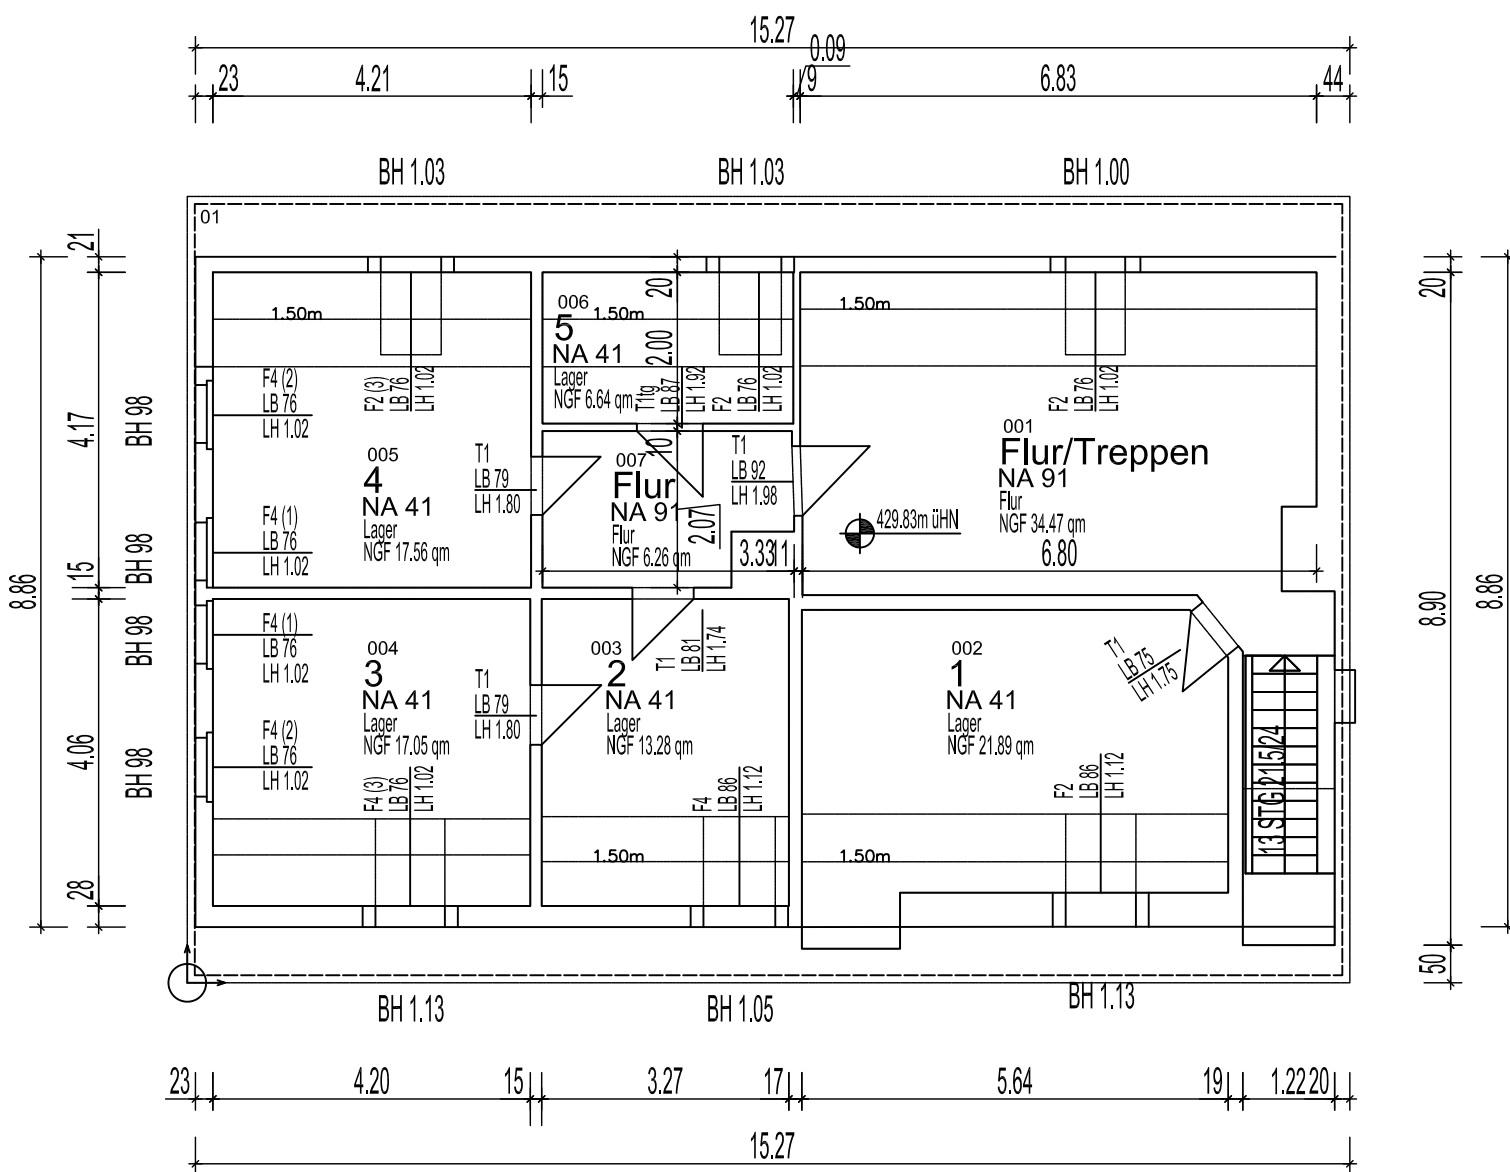 15.27
0.09
23
4.21
15
9
6.83
44
BH 1.03
BH 1.03
BH 1.00
01
21
4.17
15
4.06
28
8.86
BH 98
BH 98
BH 98
BH 98
1.50m
F4 (2)
LB 76
LH 1.02
F2 (3)
LB 76
LH 1.02
005
4
NA 41
Lager
NGF 17.56 qm
F4 (1)
LB 76
LH 1.02
T1
LB 79
LH 1.80
006
5
NA 41
Lager
NGF 6.64 qm
1.50m
20
2.00
T1tg
LB 87
LH 1.92
F2
LB 76
LH 1.02
10
007
Flur
NA 91
Flur
NGF 6.26 qm
2.07
T1
LB 92
LH 1.98
3.33
11
1.50m
F2
LB 76
LH 1.02
001
Flur/Treppen
NA 91
Flur
NGF 34.47 qm
429.83m üHN
6.80
F4 (1)
LB 76
LH 1.02
004
3
NA 41
Lager
NGF 17.05 qm
F4 (2)
LB 76
LH 1.02
F4 (3)
LB 76
LH 1.02
T1
LB 79
LH 1.80
003
2
NA 41
Lager
NGF 13.28 qm
T1
LB 81
LH 1.74
F4
LB 86
LH 1.12
1.50m
002
1
NA 41
Lager
NGF 21.89 qm
T1
LB 75
LH 1.75
F2
LB 86
LH 1.12
1.50m
13 STG 21.5/24
20
8.90
50
8.86
BH 1.13
BH 1.05
BH 1.13
23
4.20
15
3.27
17
5.64
19
1.22
20
15.27